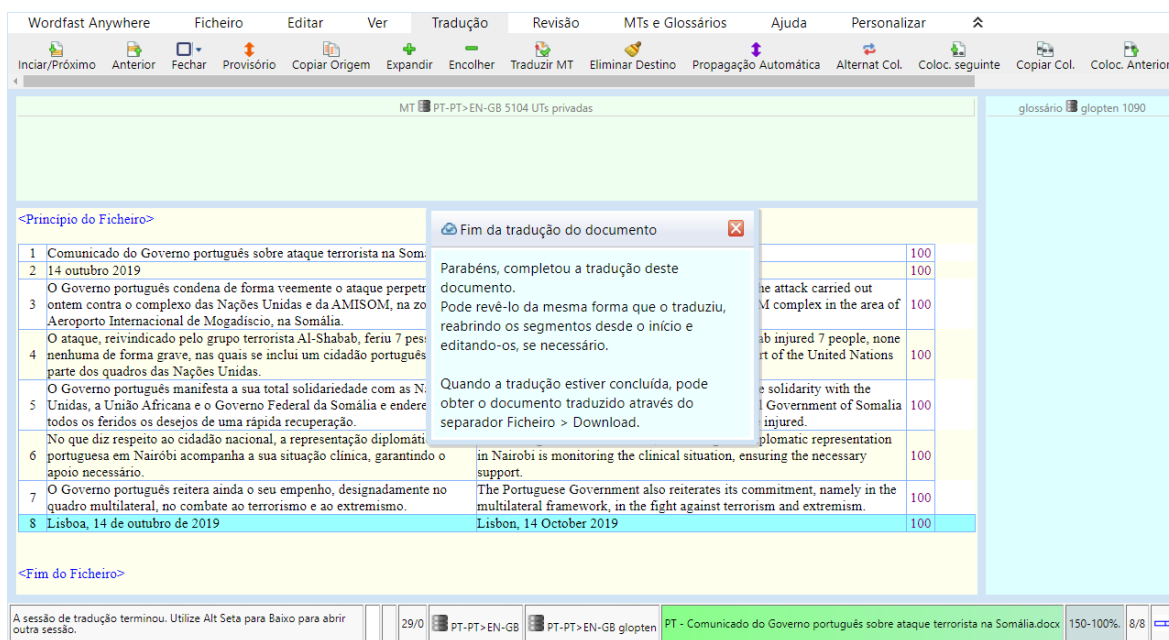 Wordfast Anywhere Ficheiro Editar Ver Tradução Revisão MTs e Glossários Ajuda Personalizar
Inciar/Próximo Anterior Fechar Provisório Copiar Origem Expandir Encolher Traduzir MT Eliminar Destino Propagação Automática Alternat Col. Coloc. seguinte Copiar Col. Coloc. Anterior
MT PT-PT>EN-GB 5104 UTs privadas
glossário glopten 1090
<Principio do Ficheiro>
Fim da tradução do documento
Parabéns, completou a tradução deste
documento.
Pode revê-lo da mesma forma que o traduziu,
reabrindo os segmentos desde o início e
editando-os, se necessário.
Quando a tradução estiver concluída, pode
obter o documento traduzido através do
separador Ficheiro > Download.
1 Comunicado do Governo português sobre ataque terrorista na Som 100
2 14 outubro 2019 100
O Governo português condena de forma veemente o ataque perpetr he attack carried out
3 ontem contra o complexo das Nações Unidas e da AMISOM, na zo M complex in the area of 100
Aeroporto Internacional de Mogadíscio, na Somália.
O ataque, reivindicado pelo grupo terrorista Al-Shabab, feriu 7 pes ab injured 7 people, none
4 nenhuma de forma grave, nas quais se inclui um cidadão português rt of the United Nations 100
parte dos quadros das Nações Unidas.
O Governo português manifesta a sua total solidariedade com as N e solidarity with the
5 Unidas, a União Africana e o Governo Federal da Somália e endere l Government of Somalia 100
todos os feridos os desejos de uma rápida recuperação. injured.
No que diz respeito ao cidadão nacional, a representação diplomáti plomatic representation
6 portuguesa em Nairóbi acompanha a sua situação clínica, garantindo o in Nairobi is monitoring the clinical situation, ensuring the necessary 100
apoio necessário. support.
O Governo português reitera ainda o seu empenho, designadamente no The Portuguese Government also reiterates its commitment, namely in the
7 quadro multilateral, no combate ao terrorismo e ao extremismo. multilateral framework, in the fight against terrorism and extremism. 100
8 Lisboa, 14 de outubro de 2019 Lisbon, 14 October 2019 100
<Fim do Ficheiro>
A sessão de tradução terminou. Utilize Alt Seta para Baixo para abrir
outra sessão.
29/0 PT-PT>EN-GB PT-PT>EN-GB glopten PT - Comunicado do Governo português sobre ataque terrorista na Somália.docx 150-100%. 8/8